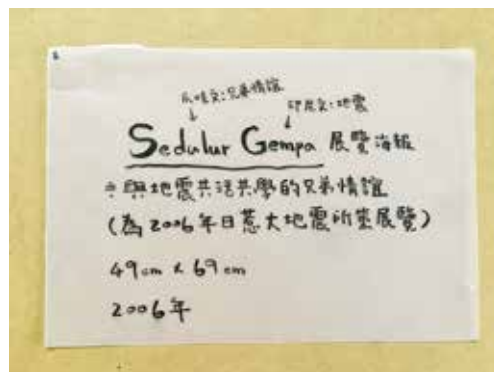 爪哇文:兄弟情誼
印尼文:地震
Sedulur Gempa 展覽海報
與地震共活共學的兄弟情誼
(為2006年日惹大地震所策展覽)
49cm x 69cm
2006年